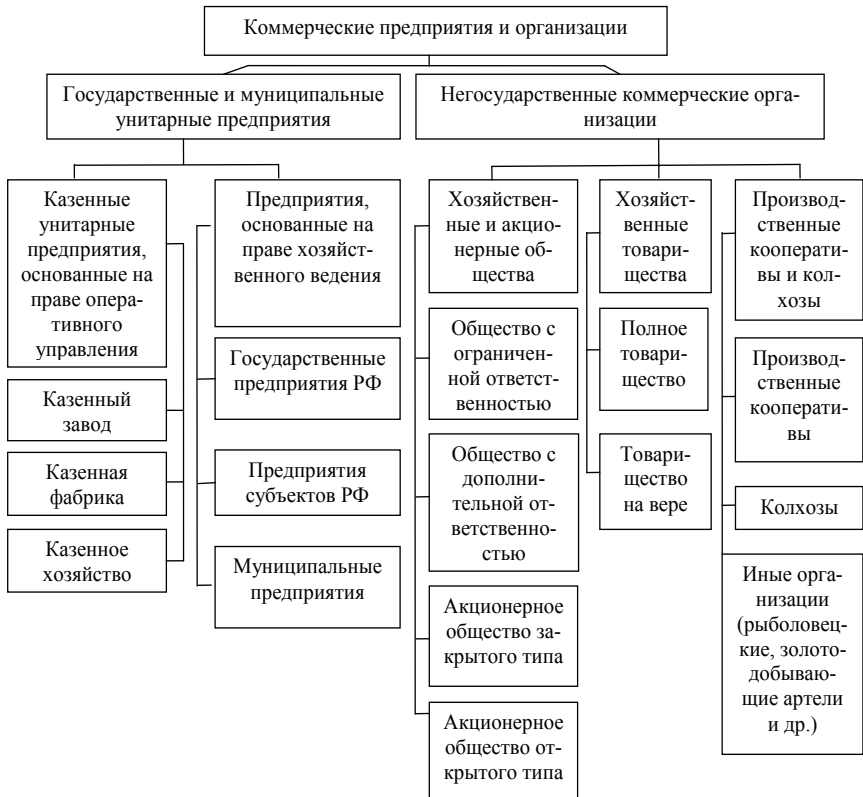 Коммерческие предприятия и организации
Государственные и муниципальные
унитарные предприятия
Негосударственные коммерческие орга-
низации
Казенные
унитарные
предприятия,
основанные на
праве опера-
тивного
управления
Казенный
завод
Казенная
фабрика
Казенное
хозяйство
Предприятия,
основанные на
праве хозяйст-
венного ведения
Государственные
предприятия РФ
Предприятия
субъектов РФ
Муниципальные
предприятия
Хозяйствен-
ные и акцио-
нерные об-
щества
Общество с
ограничен-
ной ответст-
венностью
Общество с
дополни-
тельной от-
ветственно-
стью
Акционерное
общество за-
крытого типа
Акционерное
общество от-
крытого типа
Хозяйст-
венные
товари-
щества
Полное
товари-
щество
Товари-
щество
на вере
Производ-
ственные
кооперати-
вы и кол-
хозы
Производ-
ственные
кооперати-
вы
Колхозы
Иные ор-
ганизации
(рыболовец-
кие, золото-
добываю-
щие артели
и др.)